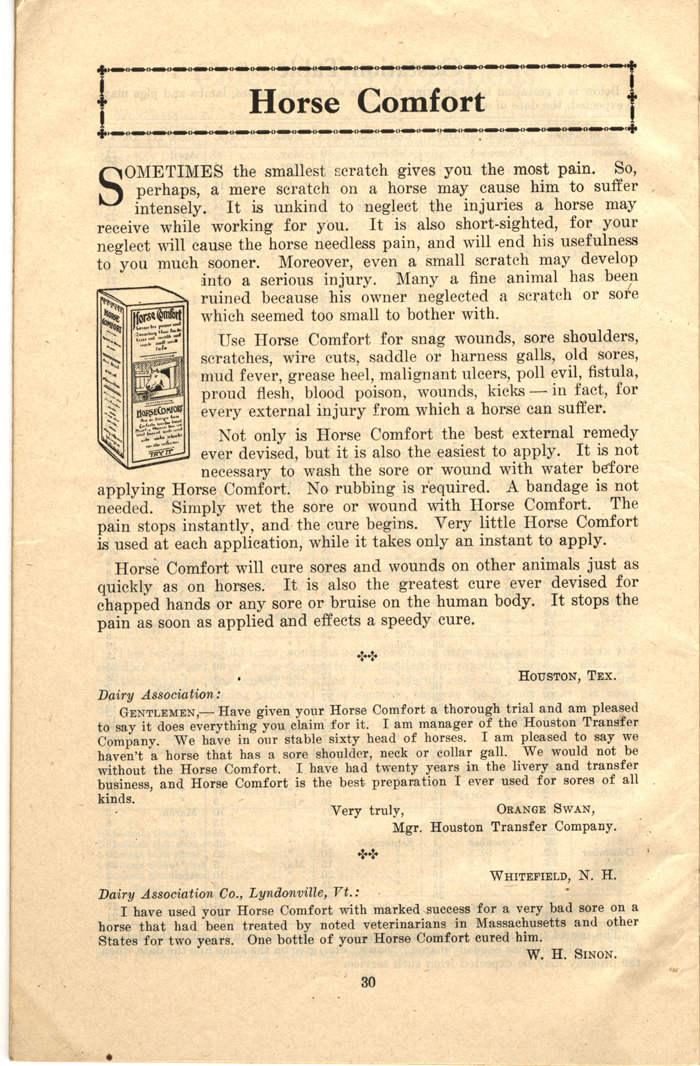 Horse Comfort
SOMETIMES the smallest scratch gives you the most pain. So,
perhaps, a mere scratch on a horse may cause him to suffer
intensely. It is unkind to neglect the injuries a horse may
receive while working for you. It is also short-sighted, for your
neglect will cause the horse needless pain, and will end his usefulness
to you much sooner. Moreover, even a small scratch may develop
into a serious injury. Many a fine animal has been
ruined because his owner neglected a scratch or sore
which seemed too small to bother with.
Horse Comfort
HORSE COMFORT
HORSE COMFORT
TRY IT
Use Horse Comfort for snag wounds, sore shoulders,
scratches, wire cuts, saddle or harness galls, old sores,
mud fever, grease heel, malignant ulcers, poll evil, fistula,
proud flesh, blood poison, wounds, kicks — in fact, for
every external injury from which a horse can suffer.
Not only is Horse Comfort the best external remedy
ever devised, but it is also the easiest to apply. It is not
necessary to wash the sore or wound with water before
applying Horse Comfort. No rubbing is required. A bandage is not
needed. Simply wet the sore or wound with Horse Comfort. The
pain stops instantly, and the cure begins. Very little Horse Comfort
is used at each application, while it takes only an instant to apply.
Horse Comfort will cure sores and wounds on other animals just as
quickly as on horses. It is also the greatest cure ever devised for
chapped hands or any sore or bruise on the human body. It stops the
pain as soon as applied and effects a speedy cure.
HOUSTON, TEX.
Dairy Association:
GENTLEMEN,— Have given your Horse Comfort a thorough trial and am pleased
to say it does everything you claim for it. I am manager of the Houston Transfer
Company. We have in our stable sixty head of horses. I am pleased to say we
haven't a horse that has a sore shoulder, neck or collar gall. We would not be
without the Horse Comfort. I have had twenty years in the livery and transfer
business, and Horse Comfort is the best preparation I ever used for sores of all
kinds.
Very truly, ORANGE SWAN,
Mgr. Houston Transfer Company.
WHITEFIELD, N. H.
Dairy Association Co., Lyndonville, Vt.:
I have used your Horse Comfort with marked success for a very bad sore on a
horse that had been treated by noted veterinarians in Massachusetts and other
States for two years. One bottle of your Horse Comfort cured him.
W. H. SINON.
30